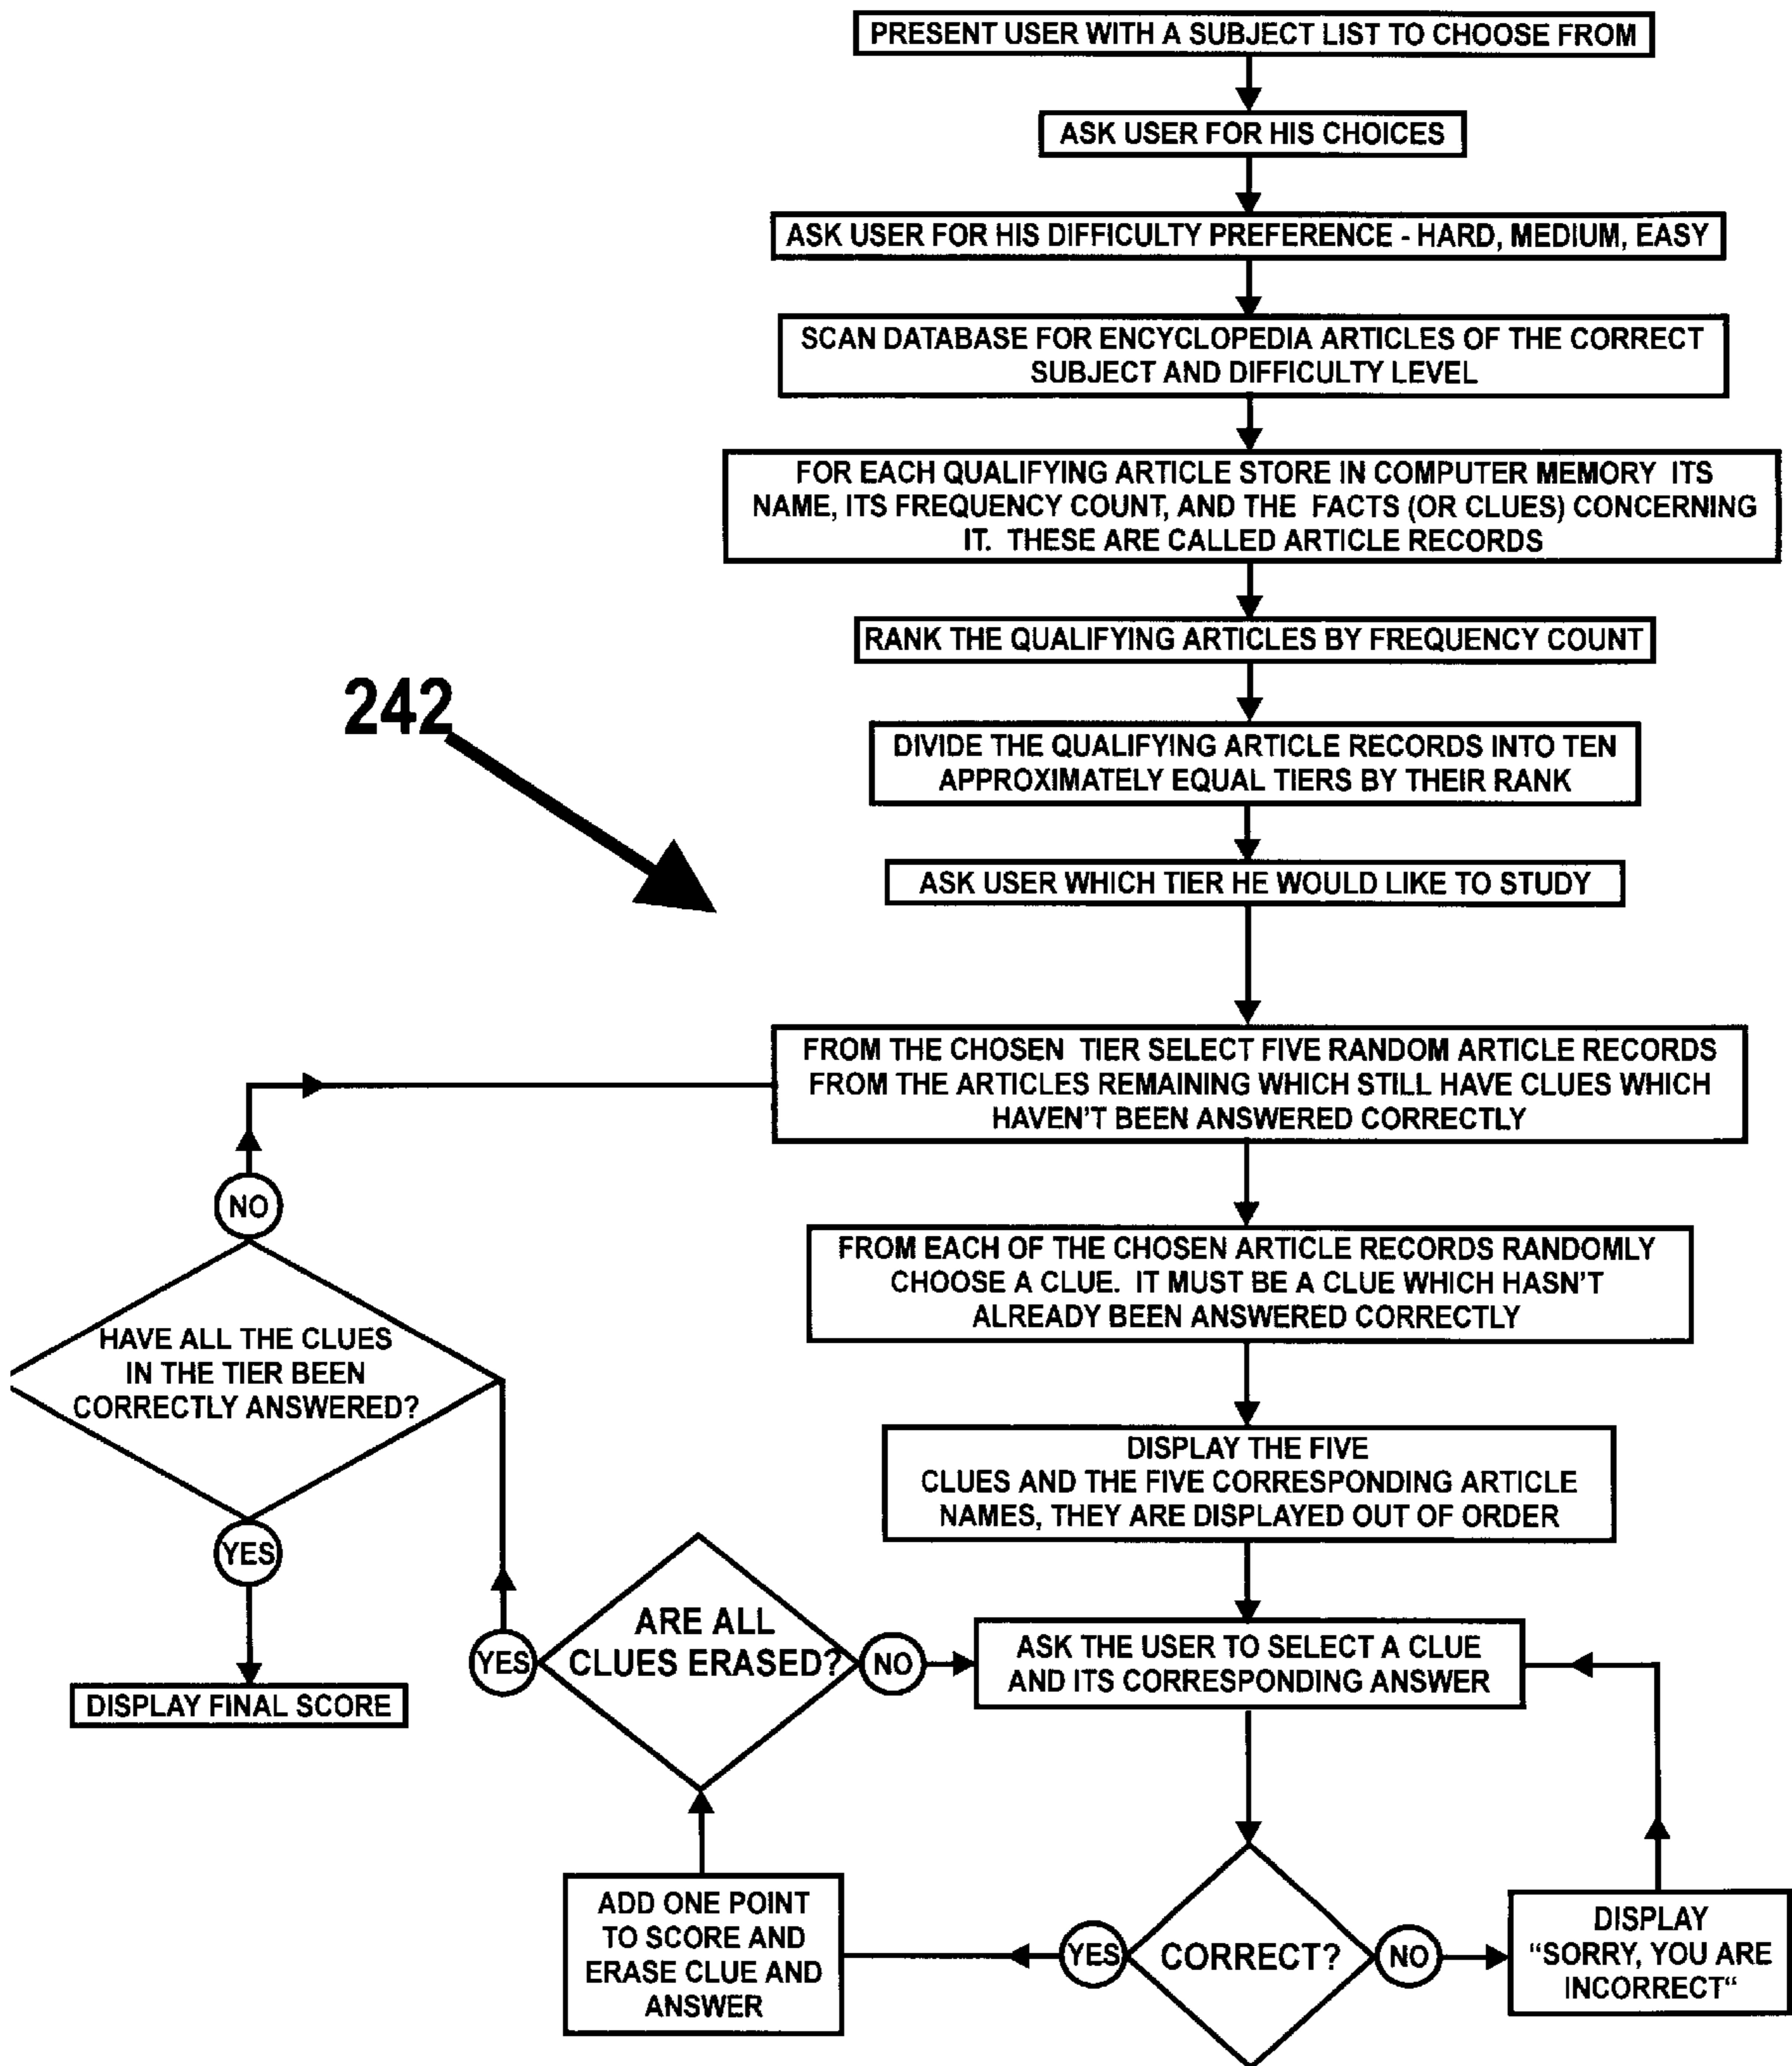 PRESENT USER WITH A SUBJECT LIST TO CHOOSE FROM
ASK USER FOR HIS CHOICES
ASK USER FOR HIS DIFFICULTY PREFERENCE - HARD, MEDIUM, EASY
SCAN DATABASE FOR ENCYCLOPEDIA ARTICLES OF THE CORRECT
SUBJECT AND DIFFICULTY LEVEL
FOR EACH QUALIFYING ARTICLE STORE IN COMPUTER MEMORY ITS
NAME, ITS FREQUENCY COUNT, AND THE FACTS (OR CLUES) CONCERNING
IT. THESE ARE CALLED ARTICLE RECORDS
RANK THE QUALIFYING ARTICLES BY FREQUENCY COUNT
242
DIVIDE THE QUALIFYING ARTICLE RECORDS INTO TEN
APPROXIMATELY EQUAL TIERS BY THEIR RANK
ASK USER WHICH TIER HE WOULD LIKE TO STUDY
FROM THE CHOSEN TIER SELECT FIVE RANDOM ARTICLE RECORDS
FROM THE ARTICLES REMAINING WHICH STILL HAVE CLUES WHICH
HAVEN'T BEEN ANSWERED CORRECTLY
NO
FROM EACH OF THE CHOSEN ARTICLE RECORDS RANDOMLY
CHOOSE A CLUE. IT MUST BE A CLUE WHICH HASN'T
ALREADY BEEN ANSWERED CORRECTLY
HAVE ALL THE CLUES
IN THE TIER BEEN
CORRECTLY ANSWERED?
DISPLAY THE FIVE
CLUES AND THE FIVE CORRESPONDING ARTICLE
NAMES, THEY ARE DISPLAYED OUT OF ORDER
YES
ARE ALL
CLUES ERASED?
YES
NO
ASK THE USER TO SELECT A CLUE
AND ITS CORRESPONDING ANSWER
DISPLAY FINAL SCORE
ADD ONE POINT
TO SCORE AND
ERASE CLUE AND
ANSWER
YES
CORRECT?
NO
DISPLAY
“SORRY, YOU ARE
INCORRECT“